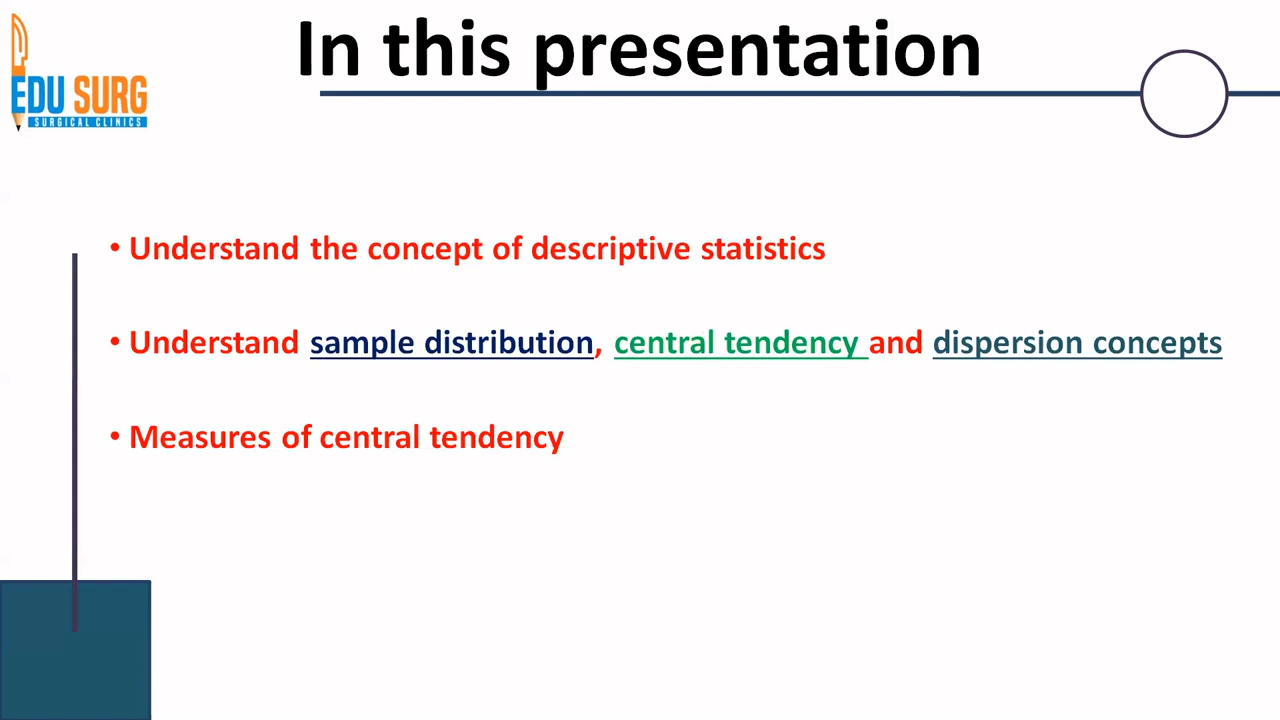 In this presentation
EDU SURG
SURGICAL CLINICS
• Understand the concept of descriptive statistics
• Understand sample distribution, central tendency and dispersion concepts
• Measures of central tendency